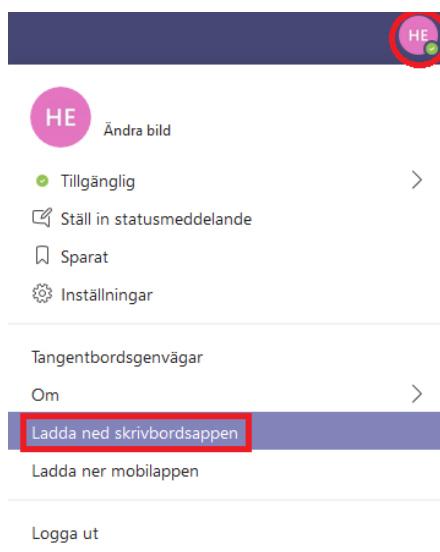 HE
HE
Ändra bild
Tillgänglig
Ställ in statusmeddelande
Sparat
Inställningar
Tangentbordsgenvägar
Om
Ladda ned skrivbordsappen
Ladda ner mobilappen
Logga ut